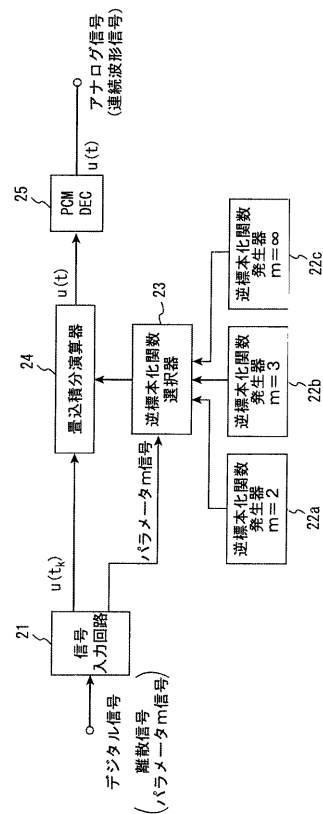 デジタル信号
離散信号
パラメータm信号
21
信号
入力回路
u(tk)
パラメータm信号
24
畳込積分演算器
u(t)
25
PCM
DEC
u(t)
アナログ信号
(連続波形信号)
23
逆標本化関数
選択器
逆標本化関数
発生器
m=2
22a
逆標本化関数
発生器
m=3
22b
逆標本化関数
発生器
m=∞
22c